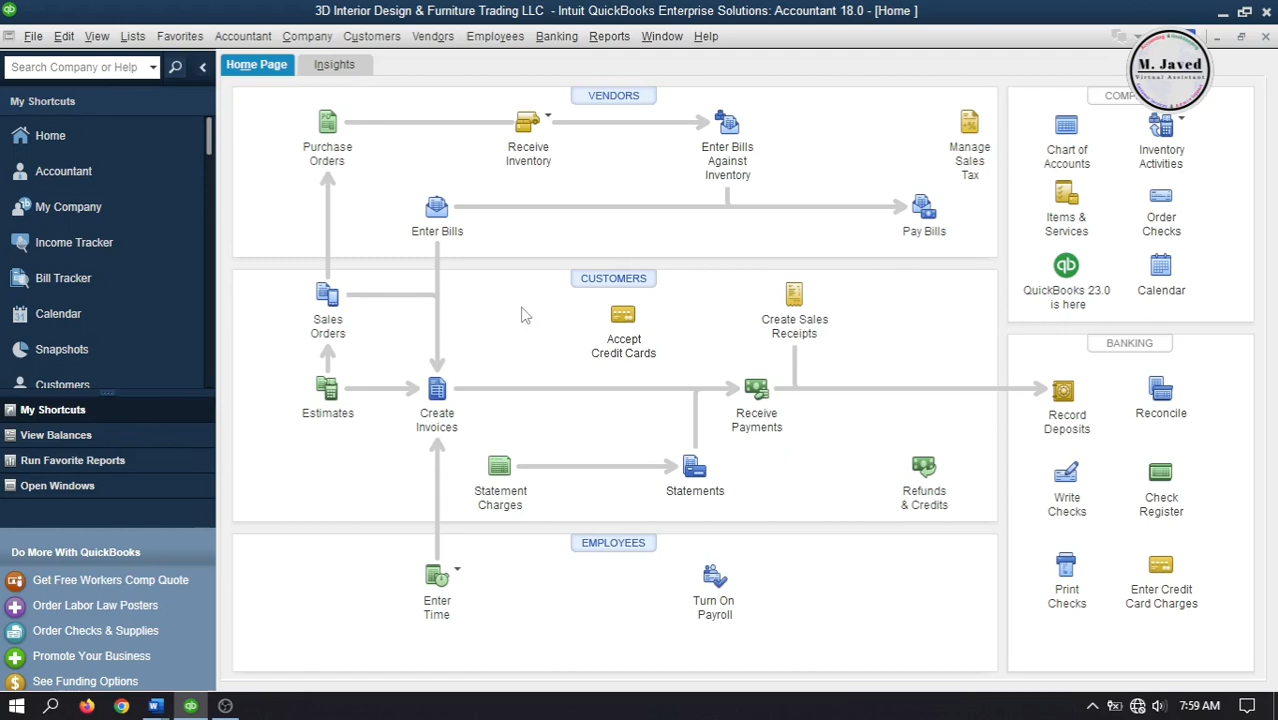 3D Interior Design & Furniture Trading LLC - Intuit QuickBooks Enterprise Solutions: Accountant 18.0 - [Home ]
File Edit View Lists Favorites Accountant Company Customers Vendors Employees Banking Reports Window Help
Search Company or Help
Home Page Insights
M. Javed
Virtual Assistant
My Shortcuts
Home
Accountant
My Company
Income Tracker
Bill Tracker
Calendar
Snapshots
Customers
My Shortcuts
View Balances
Run Favorite Reports
Open Windows
Do More With QuickBooks
Get Free Workers Comp Quote
Order Labor Law Posters
Order Checks & Supplies
Promote Your Business
See Funding Options
VENDORS
Purchase
Orders
Receive
Inventory
Enter Bills
Against
Inventory
Manage
Sales
Tax
Enter Bills
Pay Bills
CUSTOMERS
Sales
Orders
Accept
Credit Cards
Create Sales
Receipts
Estimates
Create
Invoices
Receive
Payments
Statement
Charges
Statements
Refunds
& Credits
EMPLOYEES
Enter
Time
Turn On
Payroll
Chart of
Accounts
Inventory
Activities
Items &
Services
Order
Checks
QuickBooks 23.0
is here
Calendar
BANKING
Record
Deposits
Reconcile
Write
Checks
Check
Register
Print
Checks
Enter Credit
Card Charges
7:59 AM